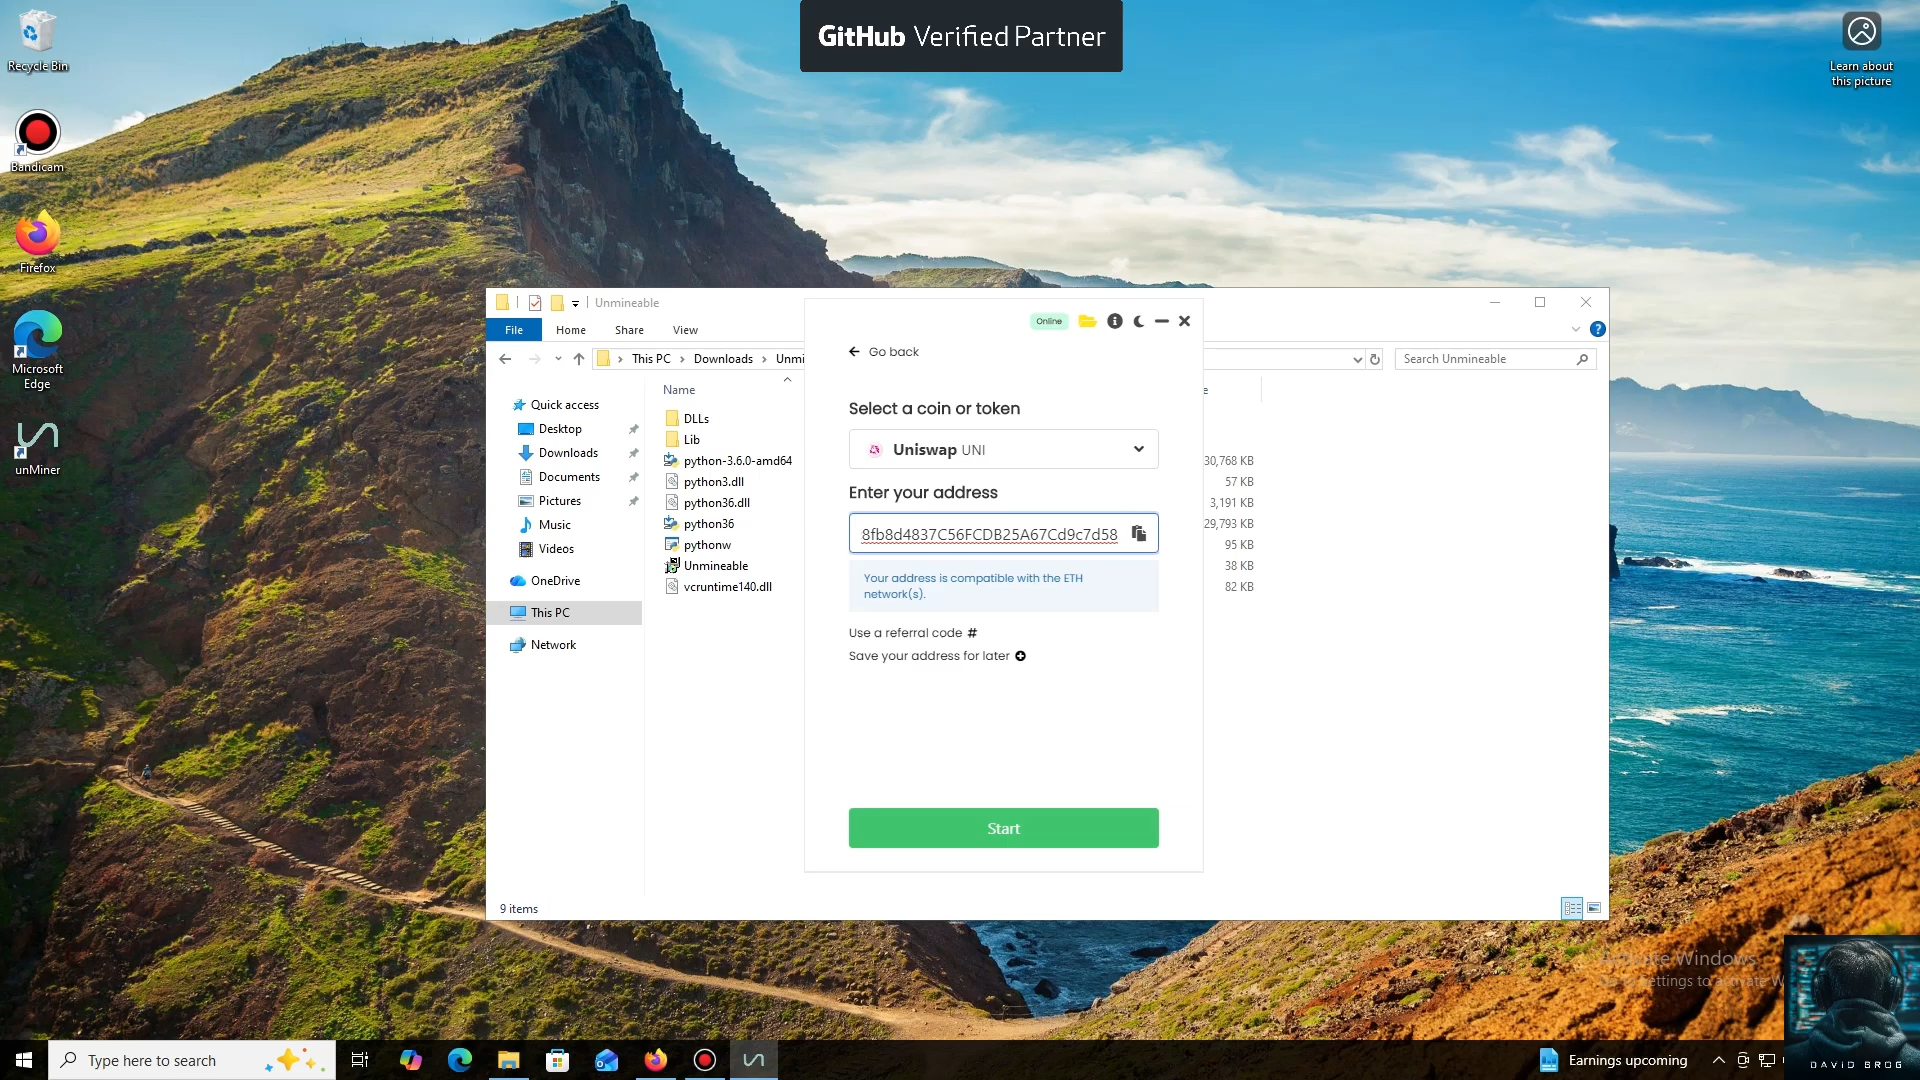 GitHub Verified Partner
Recycle Bin
Learn about
this picture
Bandicam
Firefox
Microsoft
Edge
unMiner
Unmineable
File
Home
Share
View
This PC
Downloads
Unmi
Search Unmineable
Name
e
Quick access
Desktop
Downloads
Documents
Pictures
Music
Videos
OneDrive
This PC
Network
DLLs
Lib
python-3.6.0-amd64
30,768 KB
python3.dll
57 KB
python36.dll
3,191 KB
python36
29,793 KB
pythonw
95 KB
Unmineable
38 KB
vcruntime140.dll
82 KB
9 items
Online
Go back
Select a coin or token
Uniswap UNI
Enter your address
8fb8d4837C56FCDB25A67Cd9c7d58
Your address is compatible with the ETH
network(s).
Use a referral code #
Save your address for later
Start
Windows
settings to activate W
DAVID BROG
Type here to search
Earnings upcoming